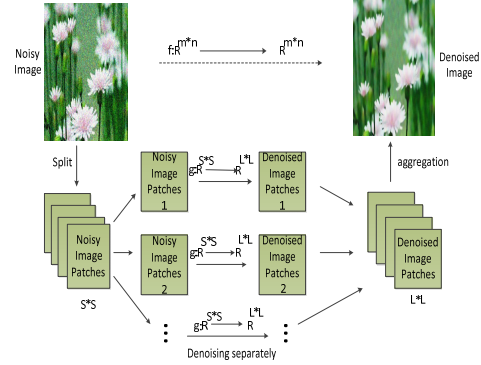 Noisy
Image
f:R^m*n → R^m*n
Denoised
Image
Split
aggregation
Noisy
Image
Patches
1
g:R^S*S → R^L*L
Denoised
Image
Patches
1
Noisy
Image
Patches
S*S
Noisy
Image
Patches
2
g:R^S*S → R^L*L
Denoised
Image
Patches
2
Denoised
Image
Patches
L*L
g:R^S*S → R^L*L
Denoising separately